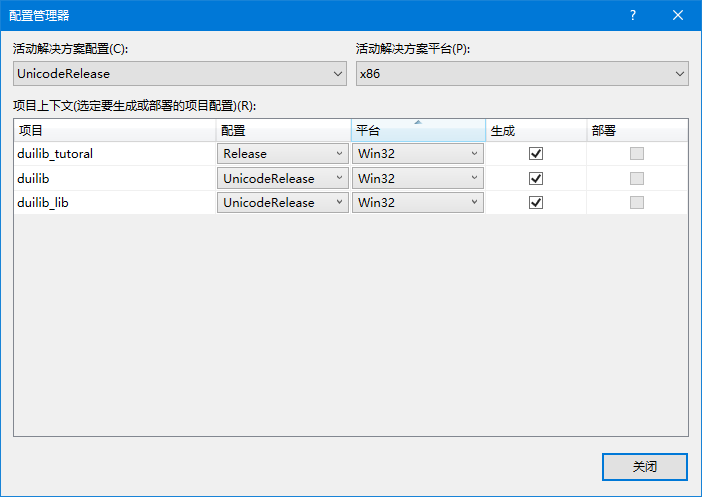 配置管理器
活动解决方案配置(C): 活动解决方案平台(P):
UnicodeRelease x86
项目上下文(选定要生成或部署的项目配置)(R):
项目 配置 平台 生成 部署
duilib_tutoral Release Win32
duilib UnicodeRelease Win32
duilib_lib UnicodeRelease Win32
关闭